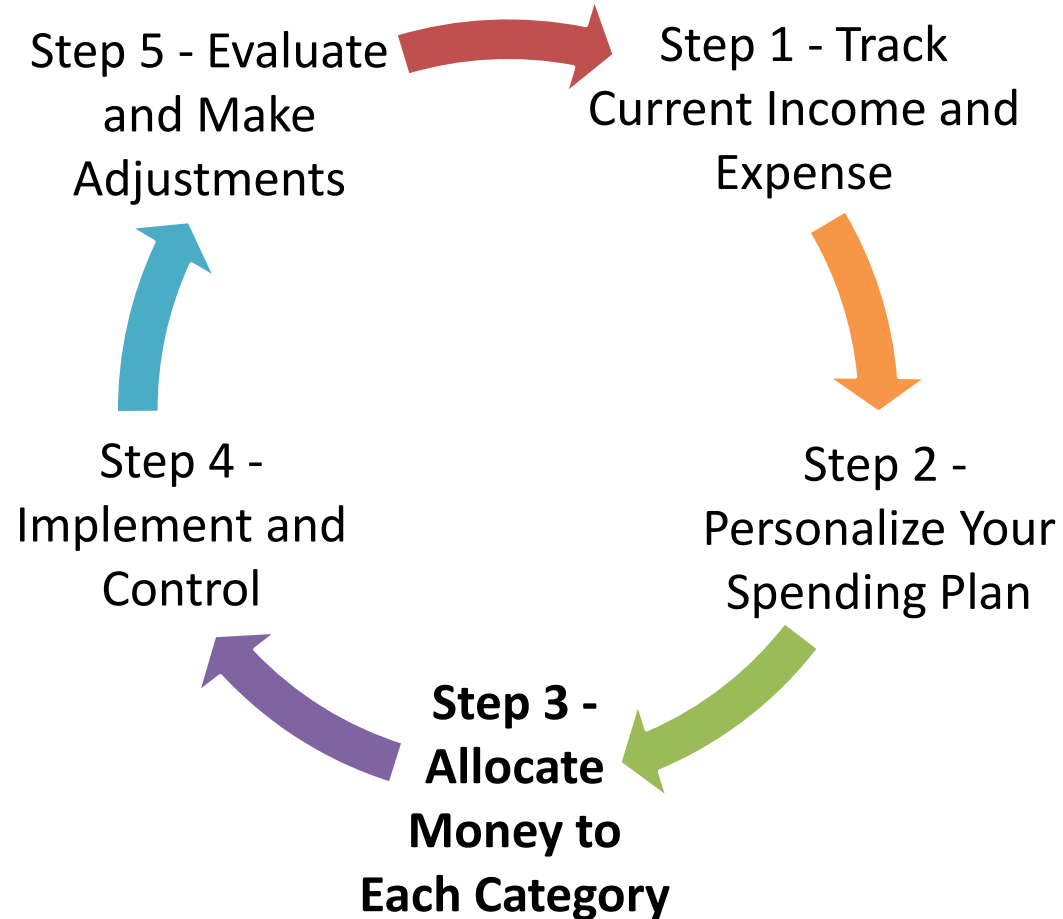 Step 1 - Track
Current Income and
Expense
Step 2 -
Personalize Your
Spending Plan
Step 3 -
Allocate
Money to
Each Category
Step 4 -
Implement and
Control
Step 5 - Evaluate
and Make
Adjustments